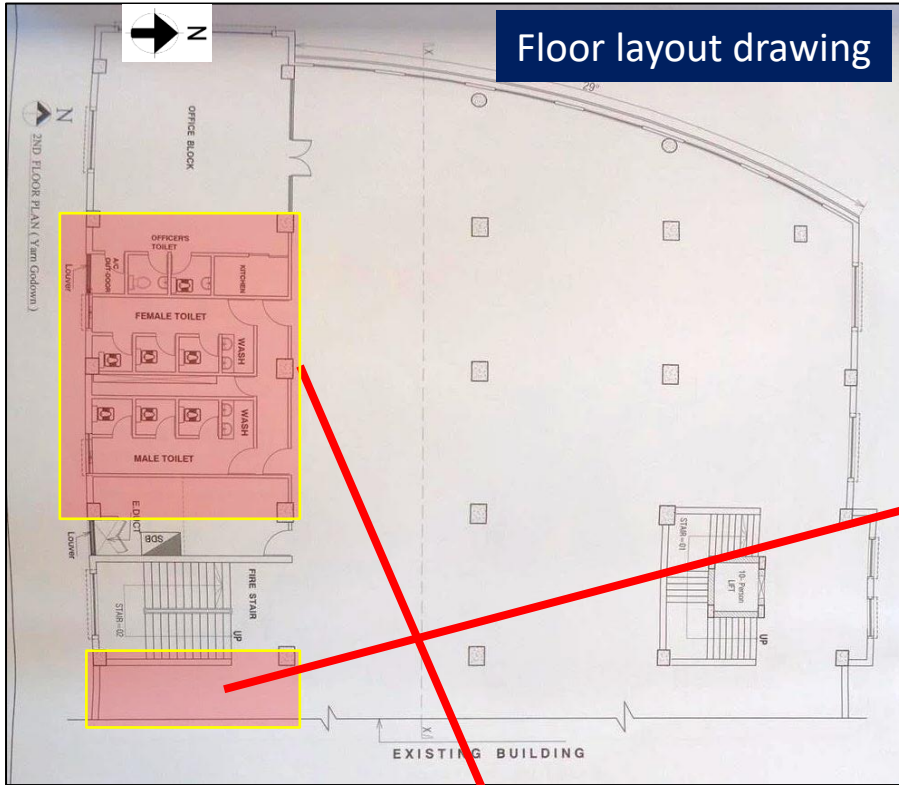 Floor layout drawing
N
N
2ND FLOOR PLAN ( Yarn Godown )
29"
X
OFFICE BLOCK
OFFICER'S
TOILET
A/C
OUT-DOOR
KITCHEN
Louver
FEMALE TOILET
WASH
WASH
MALE TOILET
E.DUCT
SDB
Louver
FIRE STAIR
STAIR-02
UP
STAIR-01
10- Person
LIFT
UP
X
EXISTING BUILDING